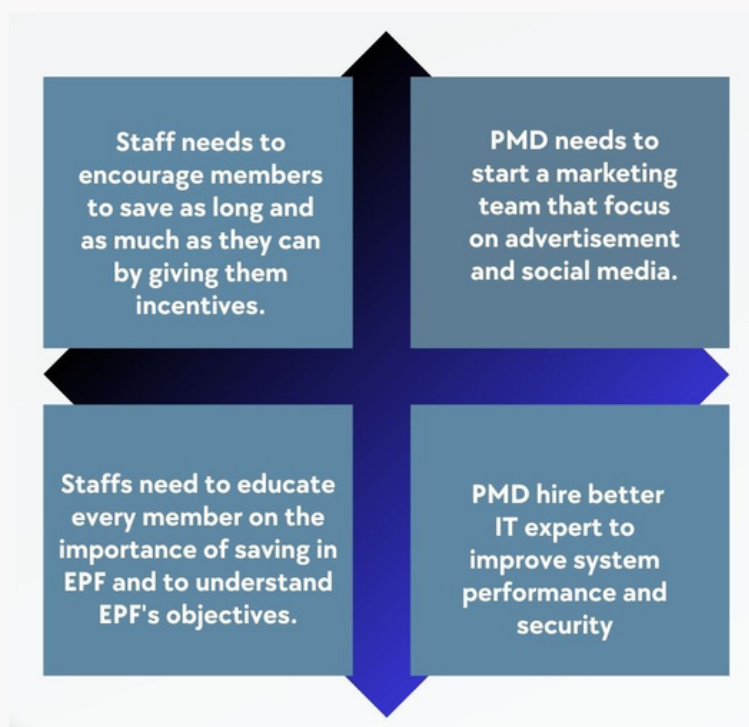 Staff needs to
encourage members
to save as long and
as much as they can
by giving them
incentives.
PMD needs to
start a marketing
team that focus
on advertisement
and social media.
Staffs need to educate
every member on the
importance of saving in
EPF and to understand
EPF's objectives.
PMD hire better
IT expert to
improve system
performance and
security